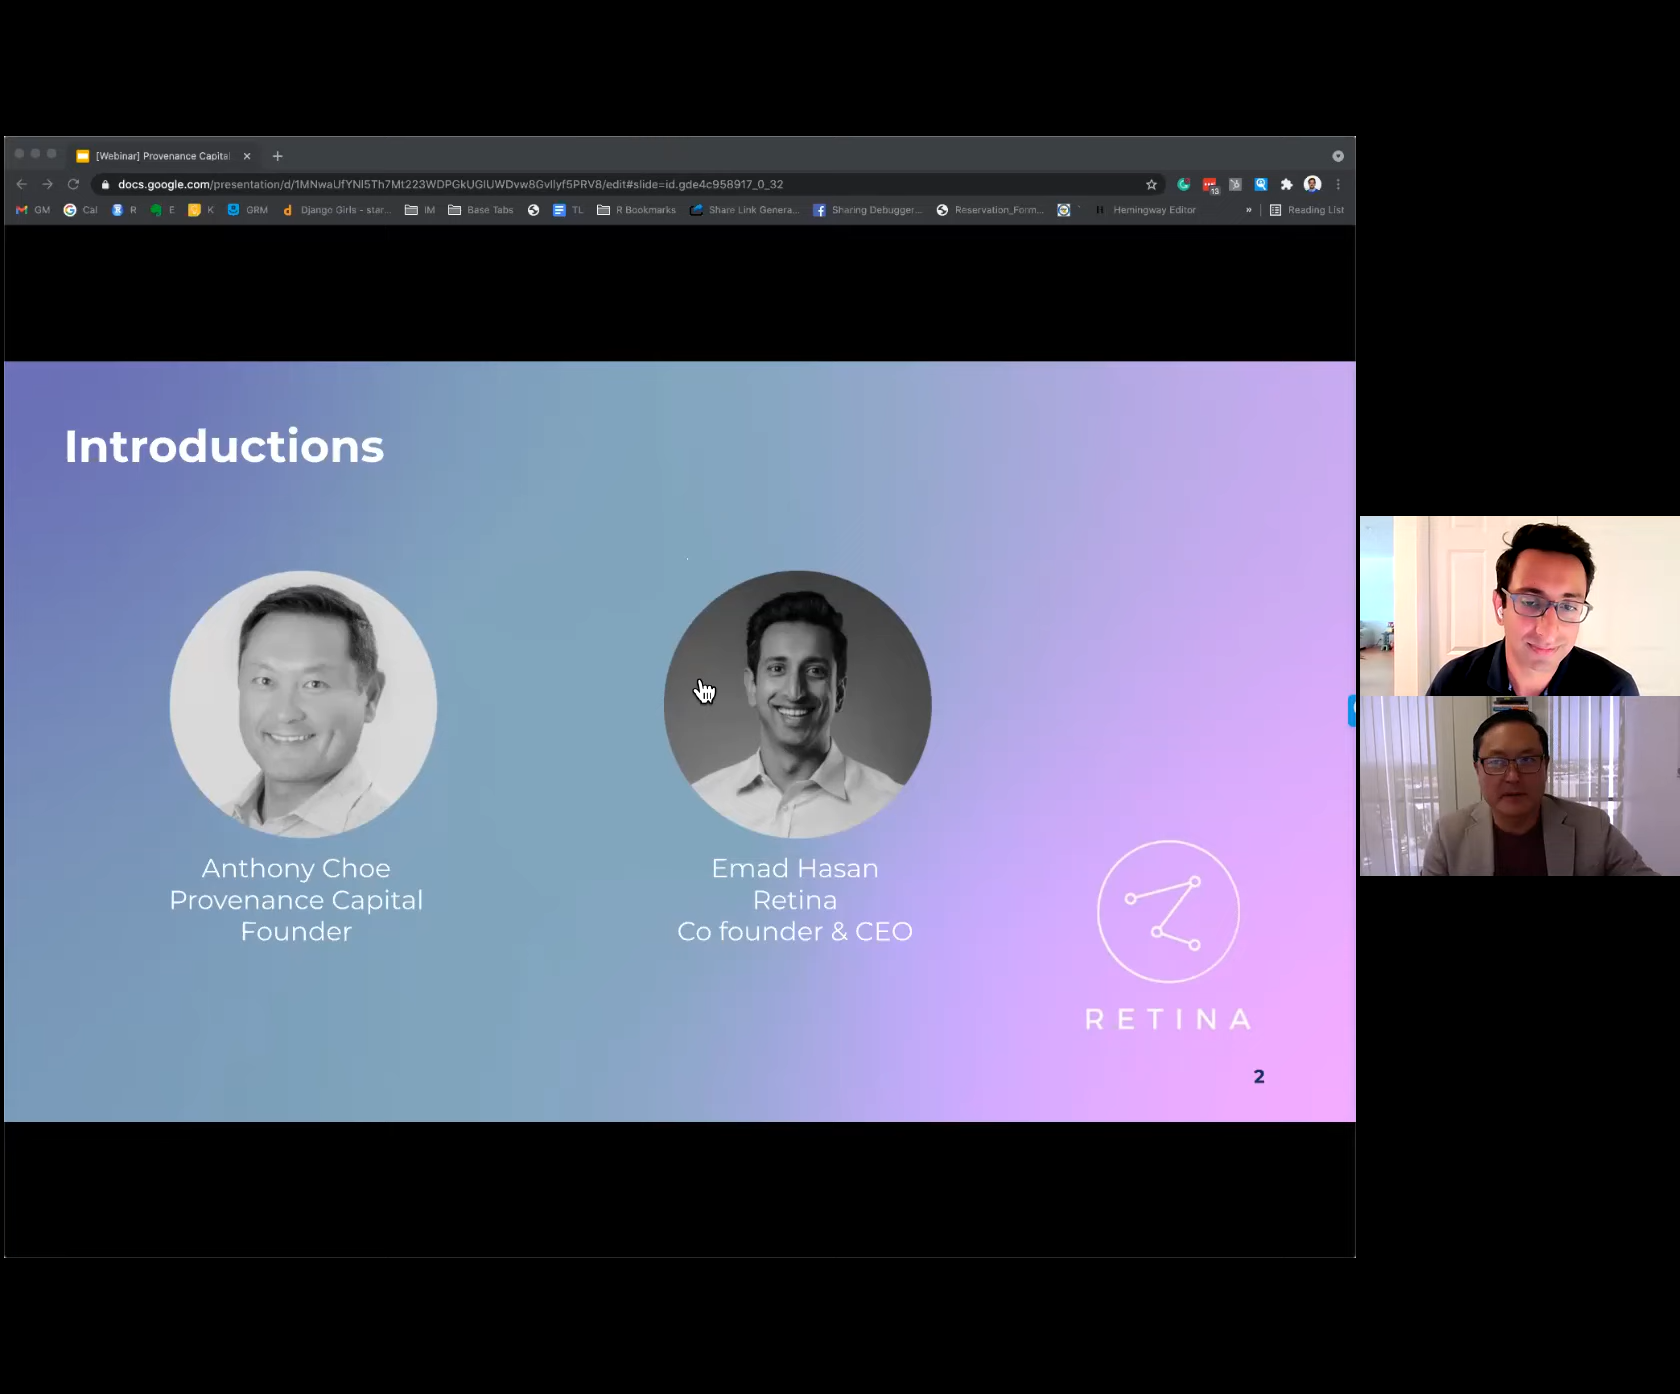 [Webinar] Provenance Capital
docs.google.com/presentation/d/1MNwaUfYNl5Th7Mt223WDPGkUGlUWDvw8Gvllyf5PRV8/edit#slide=id.gde4c958917_0_32
13
GM Cal R E K GRM Django Girls - star... IM Base Tabs TL R Bookmarks Share Link Genera... Sharing Debugger... Reservation_Form... H Hemingway Editor » Reading List
Introductions
Anthony Choe
Provenance Capital
Founder
Emad Hasan
Retina
Co founder & CEO
RETINA
2